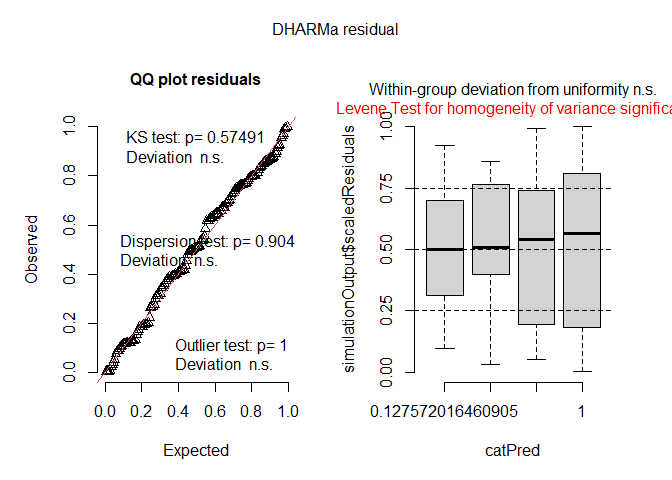 DHARMa residual
QQ plot residuals
KS test: p= 0.57491
Deviation n.s.
Dispersion test: p= 0.904
Deviation n.s.
Outlier test: p= 1
Deviation n.s.
Observed
0.0 0.2 0.4 0.6 0.8 1.0
0.0 0.2 0.4 0.6 0.8 1.0
Expected
Within-group deviation from uniformity n.s.
Levene Test for homogeneity of variance significa
simulationOutput$scaledResiduals
0.00 0.25 0.50 0.75 1.00
0.127572016460905 1
catPred